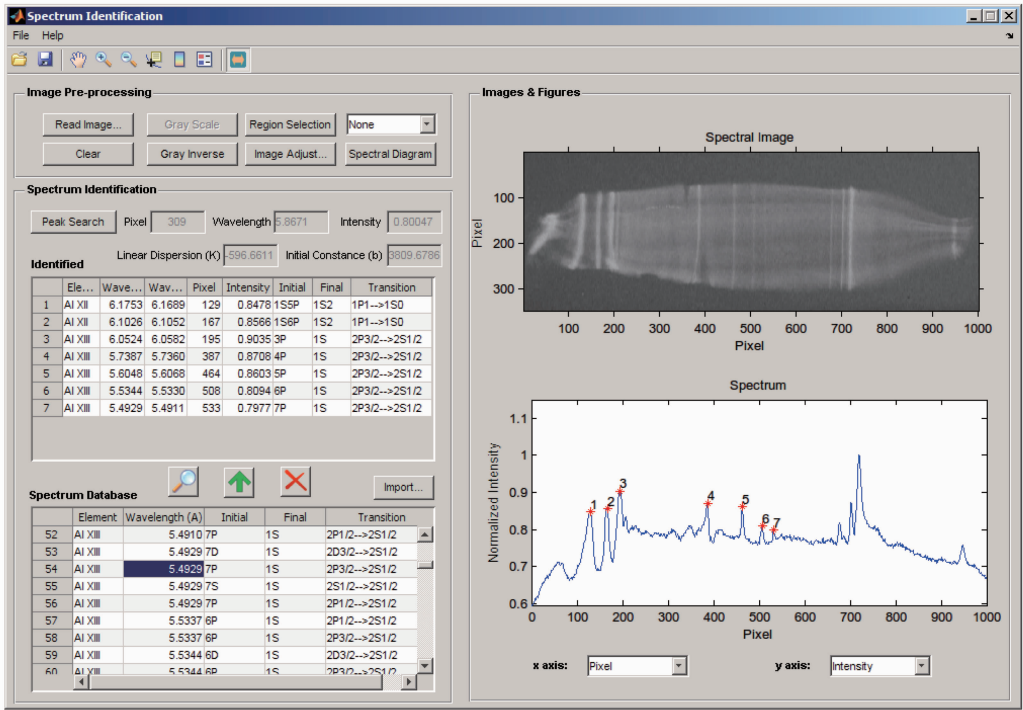 Spectrum Identification
File Help
Image Pre-processing
Read Image... Gray Scale Region Selection None
Clear Gray Inverse Image Adjust... Spectral Diagram
Spectrum Identification
Peak Search Pixel 309 Wavelength 5.8671 Intensity 0.80047
Linear Dispersion (K) -596.6611 Initial Constance (b) 3809.6786
Identified
Ele... Wave... Wav... Pixel Intensity Initial Final Transition
1 Al XII 6.1753 6.1689 129 0.8478 1S5P 1S2 1P1-->1S0
2 Al XII 6.1026 6.1052 167 0.8566 1S6P 1S2 1P1-->1S0
3 Al XIII 6.0524 6.0582 195 0.9035 3P 1S 2P3/2-->2S1/2
4 Al XIII 5.7387 5.7360 387 0.8708 4P 1S 2P3/2-->2S1/2
5 Al XIII 5.6048 5.6068 464 0.8603 5P 1S 2P3/2-->2S1/2
6 Al XIII 5.5344 5.5330 508 0.8094 6P 1S 2P3/2-->2S1/2
7 Al XIII 5.4929 5.4911 533 0.7977 7P 1S 2P3/2-->2S1/2
Import...
Spectrum Database
Element Wavelength (A) Initial Final Transition
52 Al XIII 5.4910 7P 1S 2P1/2-->2S1/2
53 Al XIII 5.4929 7D 1S 2D3/2-->2S1/2
54 Al XIII 5.4929 7P 1S 2P3/2-->2S1/2
55 Al XIII 5.4929 7S 1S 2S1/2-->2S1/2
56 Al XIII 5.4929 7P 1S 2P1/2-->2S1/2
57 Al XIII 5.5337 6P 1S 2P1/2-->2S1/2
58 Al XIII 5.5337 6P 1S 2P3/2-->2S1/2
59 Al XIII 5.5344 6D 1S 2D3/2-->2S1/2
60 Al XIII 5.5344 6P 1S 2P3/2-->2S1/2
Images & Figures
Spectral Image
Pixel
100
200
300
100 200 300 400 500 600 700 800 900 1000
Pixel
Spectrum
Normalized Intensity
1.1
1
0.9
0.8
0.7
0.6
1 2 3 4 5 6 7
0 100 200 300 400 500 600 700 800 900 1000
Pixel
x axis: Pixel y axis: Intensity